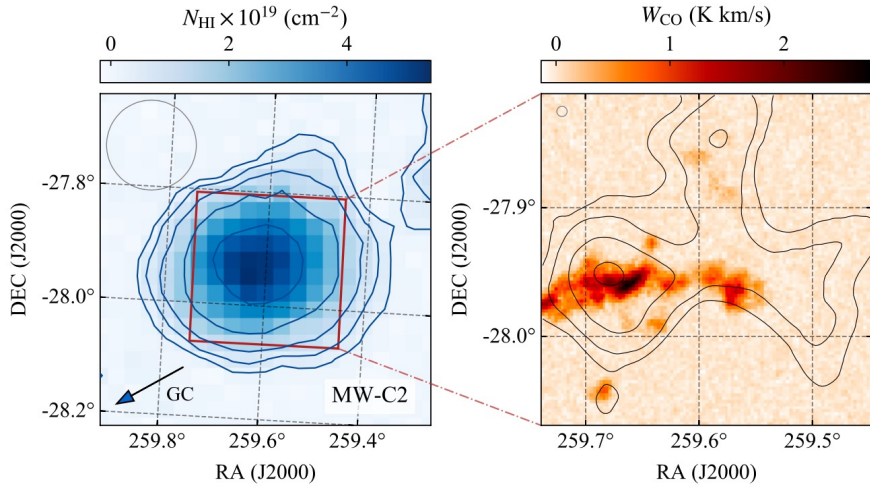 N_HI × 10^19 (cm^−2)
0 2 4
-27.8°
-28.0°
-28.2°
DEC (J2000)
GC
MW-C2
259.8° 259.6° 259.4°
RA (J2000)
W_CO (K km/s)
0 1 2
-27.9°
-28.0°
DEC (J2000)
259.7° 259.6° 259.5°
RA (J2000)